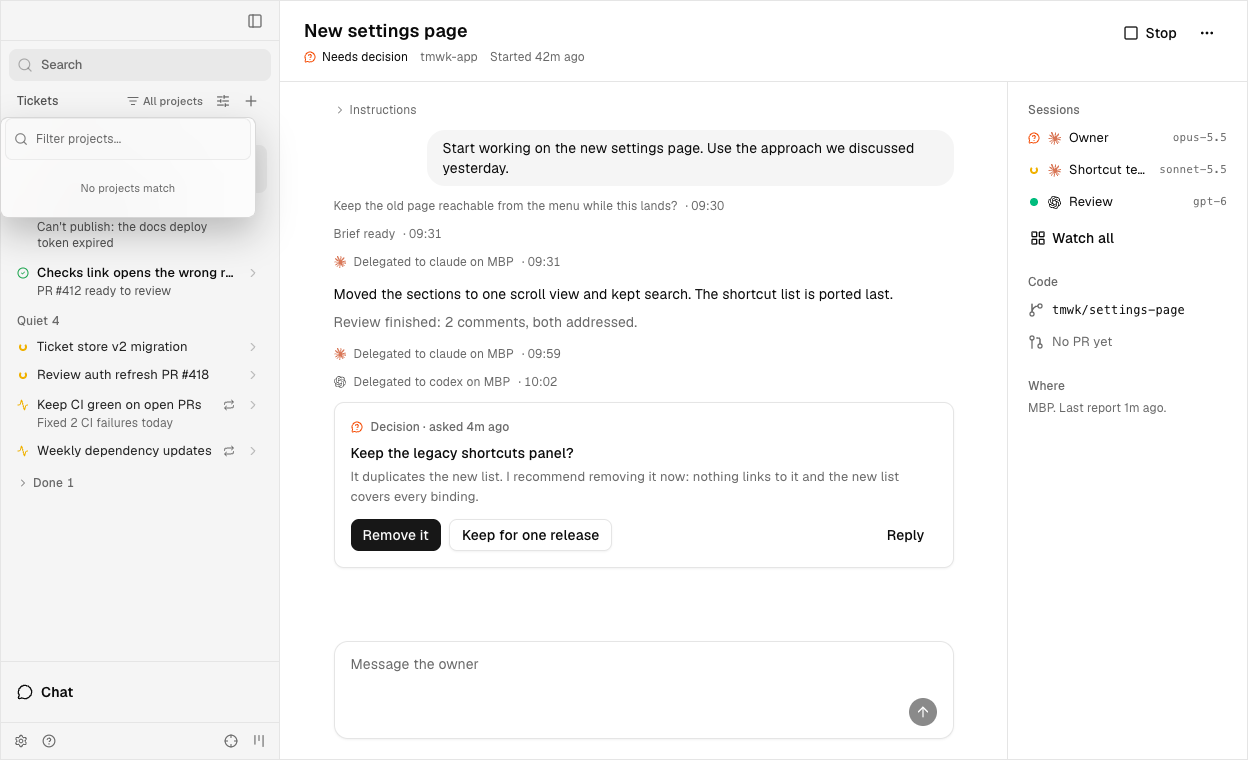 Search
Tickets
All projects
Filter projects...
No projects match
Can't publish: the docs deploy
token expired
Checks link opens the wrong r...
PR #412 ready to review
Quiet 4
Ticket store v2 migration
Review auth refresh PR #418
Keep CI green on open PRs
Fixed 2 CI failures today
Weekly dependency updates
Done 1
Chat
New settings page
Needs decision tmwk-app Started 42m ago
Stop
Instructions
Start working on the new settings page. Use the approach we discussed
yesterday.
Keep the old page reachable from the menu while this lands? · 09:30
Brief ready · 09:31
Delegated to claude on MBP · 09:31
Moved the sections to one scroll view and kept search. The shortcut list is ported last.
Review finished: 2 comments, both addressed.
Delegated to claude on MBP · 09:59
Delegated to codex on MBP · 10:02
Decision · asked 4m ago
Keep the legacy shortcuts panel?
It duplicates the new list. I recommend removing it now: nothing links to it and the new list
covers every binding.
Remove it
Keep for one release
Reply
Message the owner
Sessions
Owner opus-5.5
Shortcut te... sonnet-5.5
Review gpt-6
Watch all
Code
tmwk/settings-page
No PR yet
Where
MBP. Last report 1m ago.